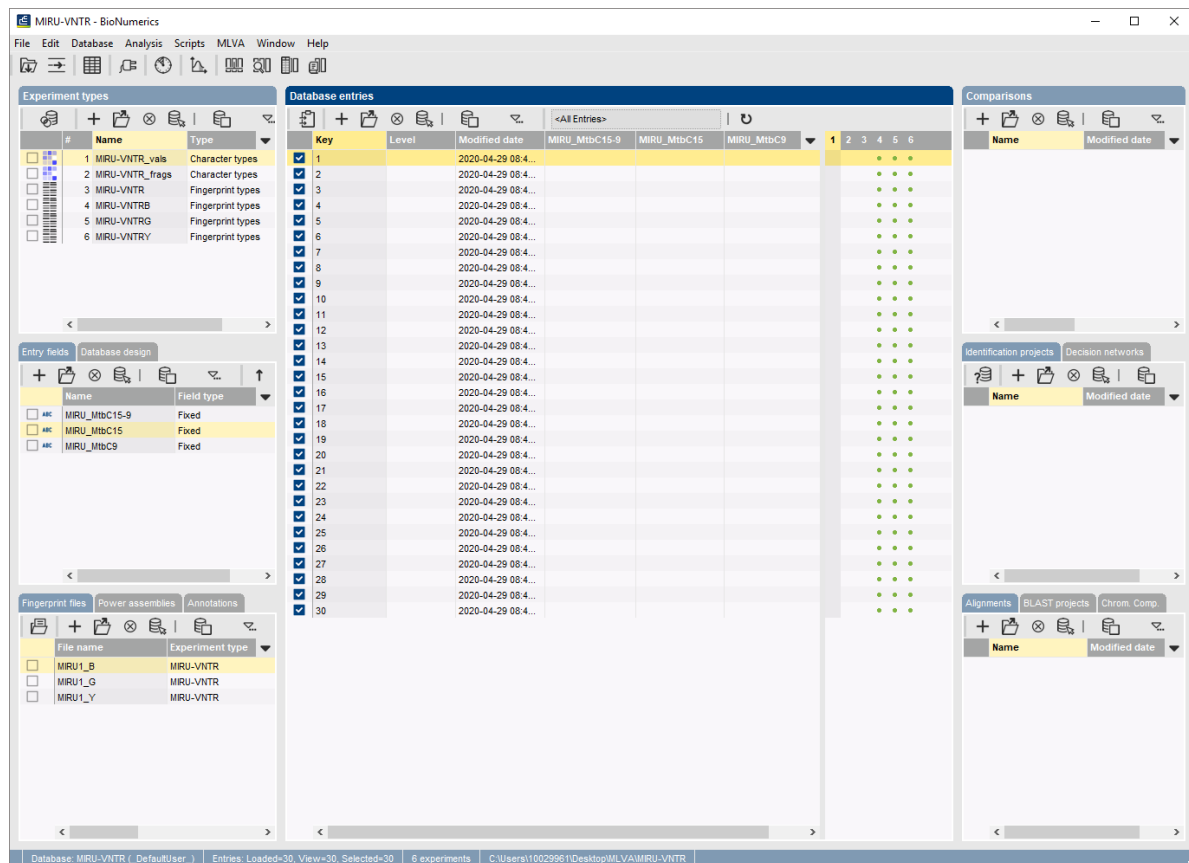 MIRU-VNTR - BioNumerics
File Edit Database Analysis Scripts MLVA Window Help
Experiment types
# Name Type
1 MIRU-VNTR_vals Character types
2 MIRU-VNTR_frags Character types
3 MIRU-VNTR Fingerprint types
4 MIRU-VNTRB Fingerprint types
5 MIRU-VNTRG Fingerprint types
6 MIRU-VNTRY Fingerprint types
Entry fields Database design
Name Field type
MIRU_MtbC15-9 Fixed
MIRU_MtbC15 Fixed
MIRU_MtbC9 Fixed
Fingerprint files Power assemblies Annotations
File name Experiment type
MIRU1_B MIRU-VNTR
MIRU1_G MIRU-VNTR
MIRU1_Y MIRU-VNTR
Database entries
<All Entries>
Key Level Modified date MIRU_MtbC15-9 MIRU_MtbC15 MIRU_MtbC9 1 2 3 4 5 6
1 2020-04-29 08:4...
2 2020-04-29 08:4...
3 2020-04-29 08:4...
4 2020-04-29 08:4...
5 2020-04-29 08:4...
6 2020-04-29 08:4...
7 2020-04-29 08:4...
8 2020-04-29 08:4...
9 2020-04-29 08:4...
10 2020-04-29 08:4...
11 2020-04-29 08:4...
12 2020-04-29 08:4...
13 2020-04-29 08:4...
14 2020-04-29 08:4...
15 2020-04-29 08:4...
16 2020-04-29 08:4...
17 2020-04-29 08:4...
18 2020-04-29 08:4...
19 2020-04-29 08:4...
20 2020-04-29 08:4...
21 2020-04-29 08:4...
22 2020-04-29 08:4...
23 2020-04-29 08:4...
24 2020-04-29 08:4...
25 2020-04-29 08:4...
26 2020-04-29 08:4...
27 2020-04-29 08:4...
28 2020-04-29 08:4...
29 2020-04-29 08:4...
30 2020-04-29 08:4...
Comparisons
Name Modified date
Identification projects Decision networks
Name Modified date
Alignments BLAST projects Chrom. Comp.
Name Modified date
Database: MIRU-VNTR (_DefaultUser_) Entries: Loaded=30, View=30, Selected=30 6 experiments C:\Users\10029961\Desktop\MLVA\MIRU-VNTR